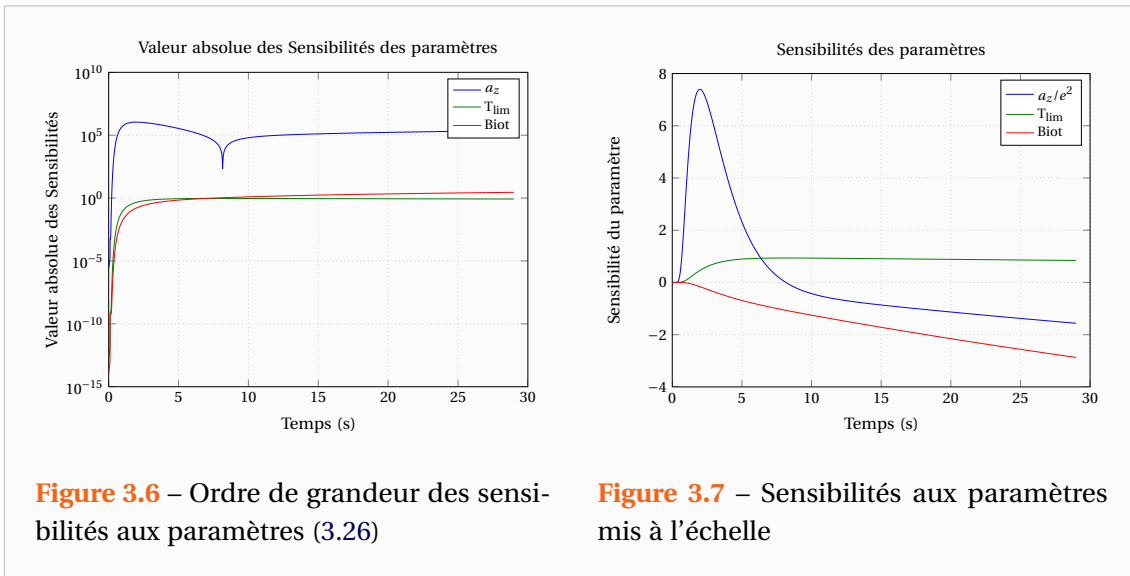 Valeur absolue des Sensibilités des paramètres
Valeur absolue des Sensibilités
10^10
10^5
10^0
10^−5
10^−10
10^−15
0 5 10 15 20 25 30
Temps (s)
a_z
T_lim
Biot
Sensibilités des paramètres
Sensibilité du paramètre
8
6
4
2
0
−2
−4
0 5 10 15 20 25 30
Temps (s)
a_z/e^2
T_lim
Biot
Figure 3.6 – Ordre de grandeur des sensi-
bilités aux paramètres (3.26)
Figure 3.7 – Sensibilités aux paramètres
mis à l'échelle